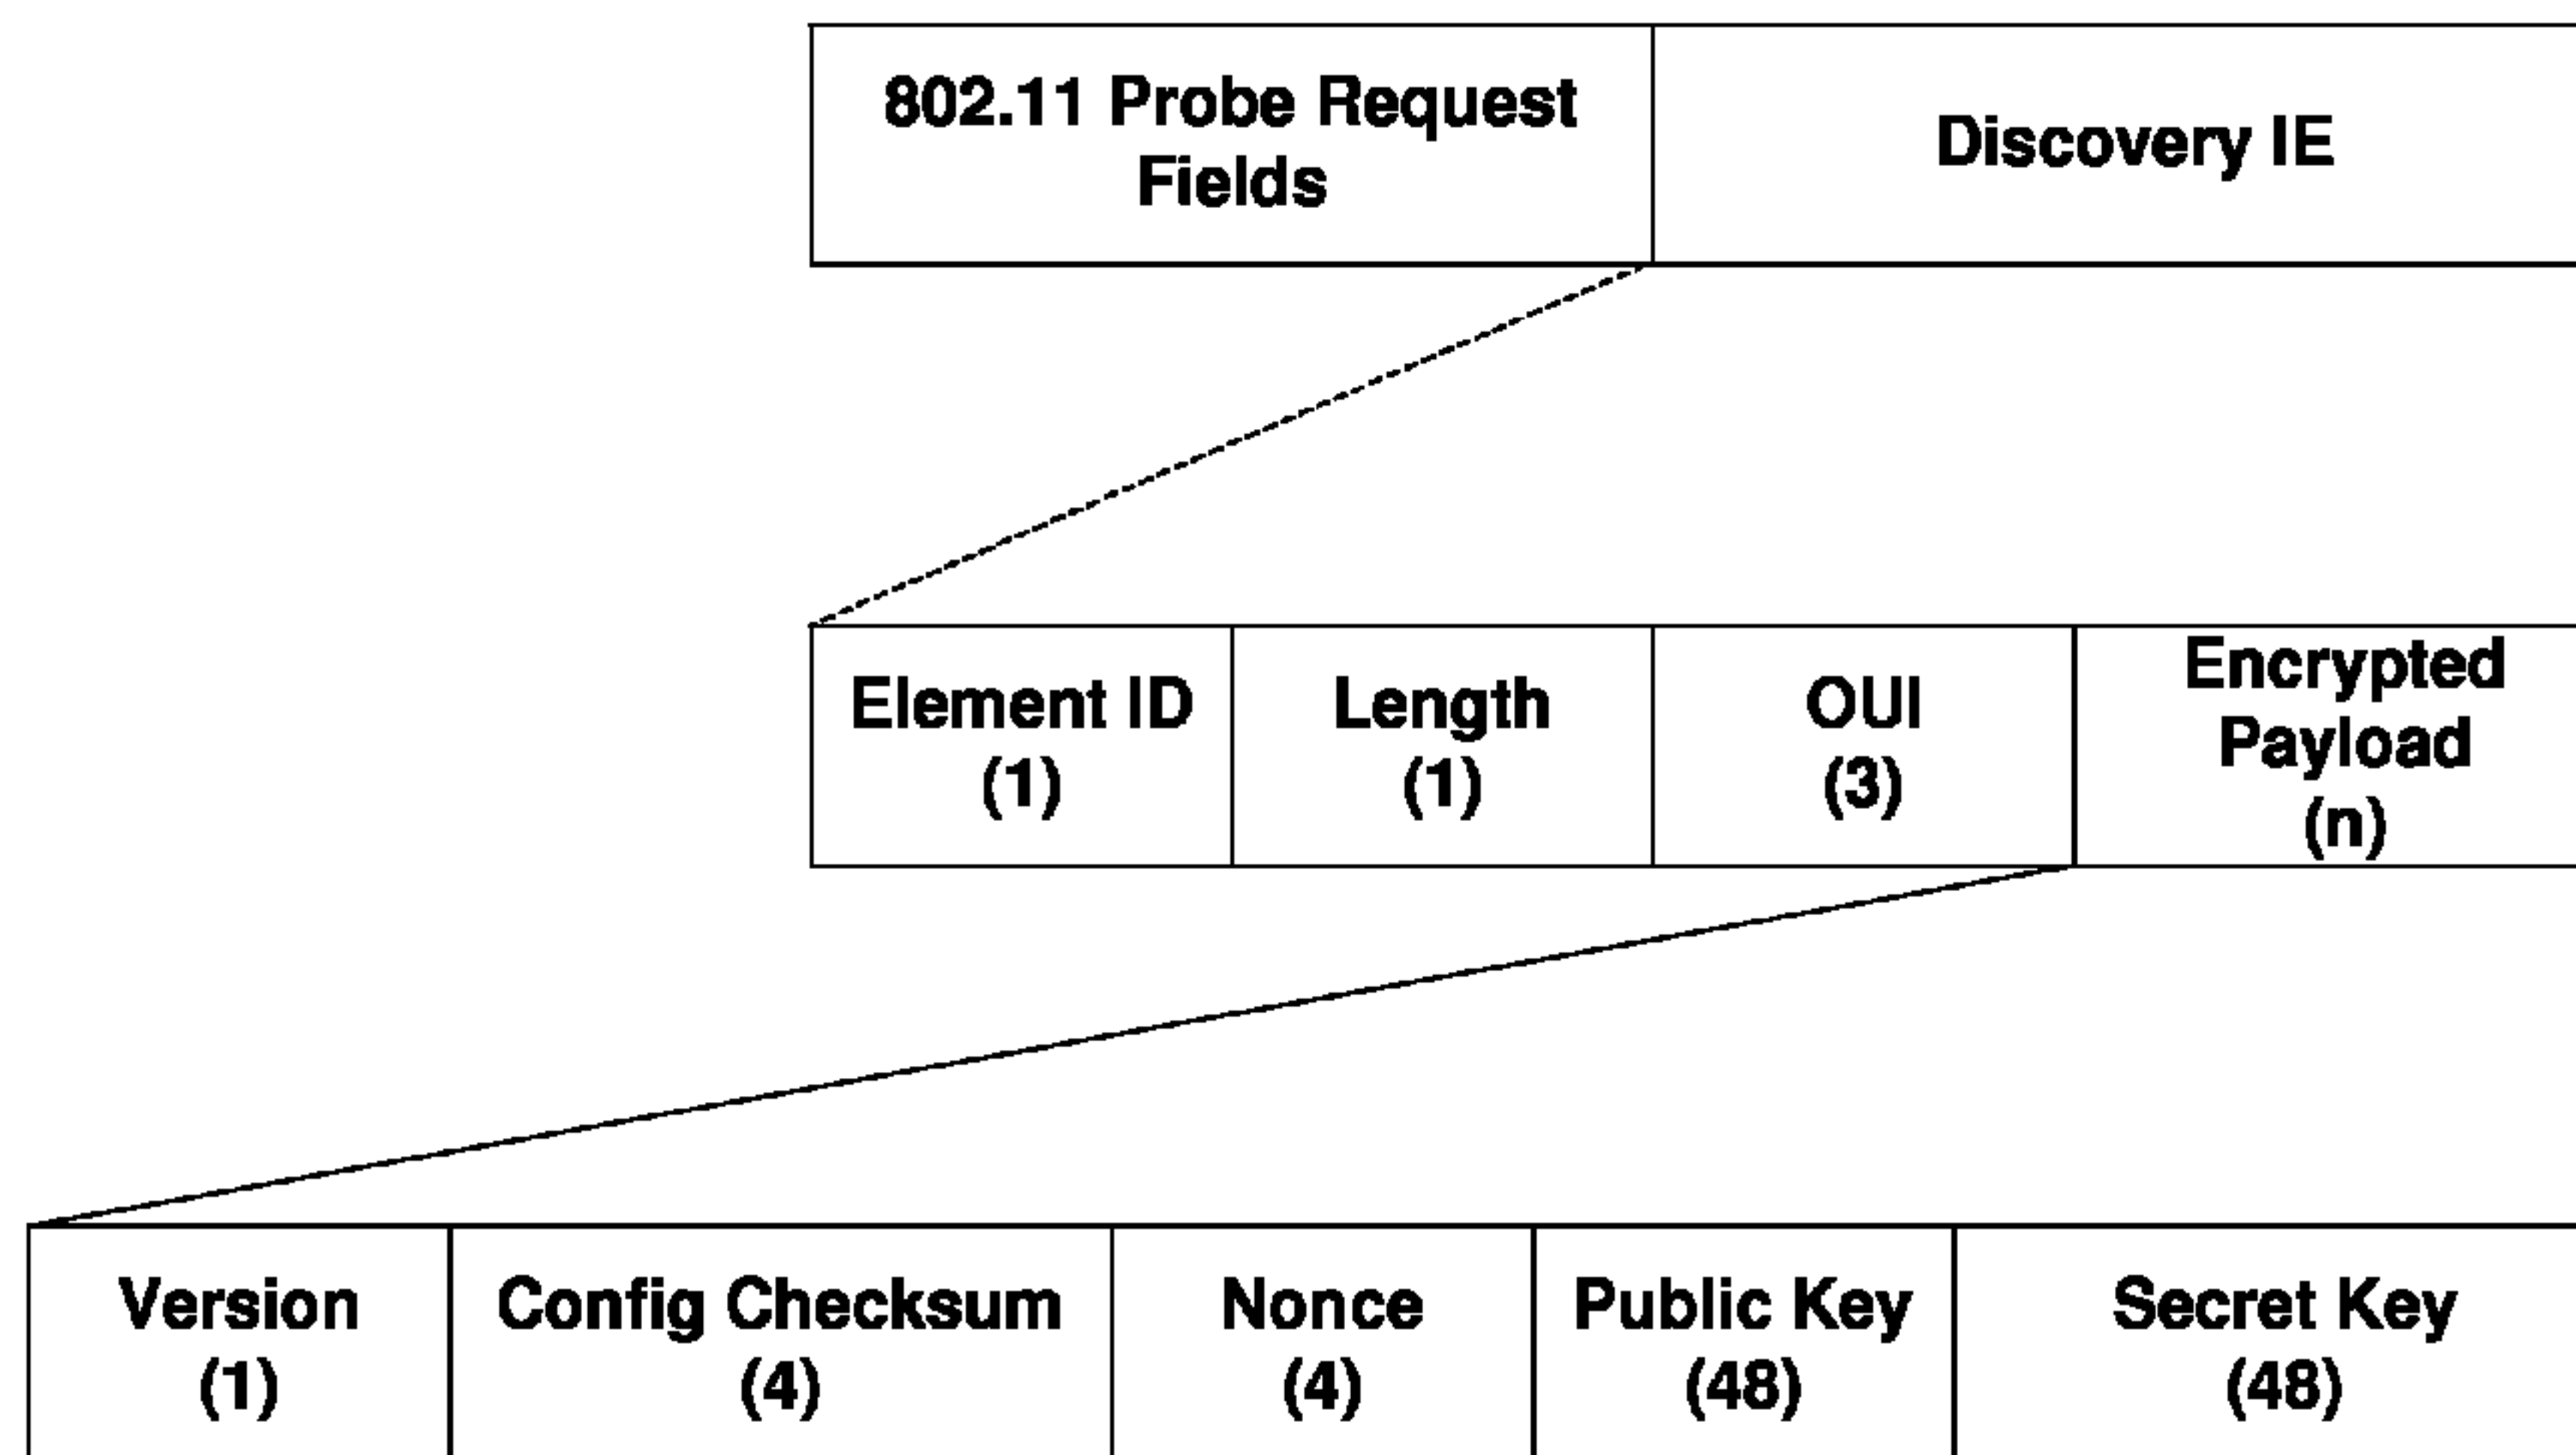 802.11 Probe Request
Fields
Discovery IE
Element ID
(1)
Length
(1)
OUI
(3)
Encrypted
Payload
(n)
Version
(1)
Config Checksum
(4)
Nonce
(4)
Public Key
(48)
Secret Key
(48)